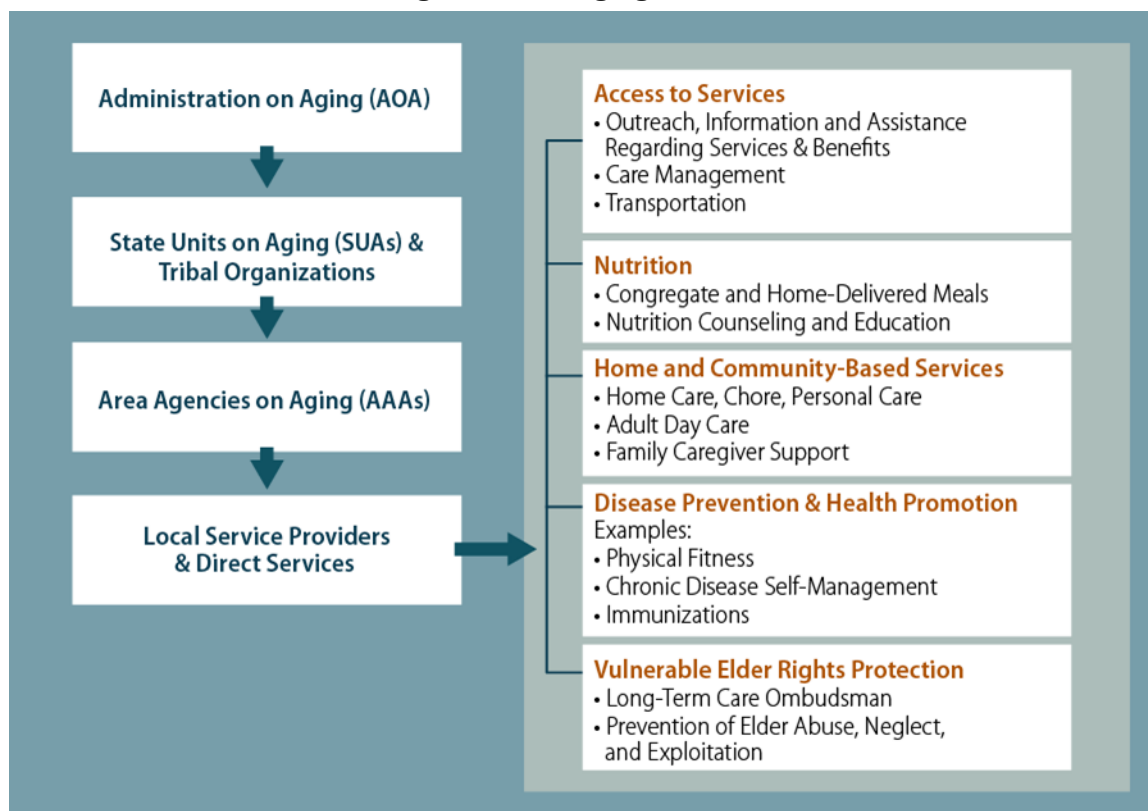 Administration on Aging (AOA)
State Units on Aging (SUAs) &
Tribal Organizations
Area Agencies on Aging (AAAs)
Local Service Providers
& Direct Services
Access to Services
• Outreach, Information and Assistance
Regarding Services & Benefits
• Care Management
• Transportation
Nutrition
• Congregate and Home-Delivered Meals
• Nutrition Counseling and Education
Home and Community-Based Services
• Home Care, Chore, Personal Care
• Adult Day Care
• Family Caregiver Support
Disease Prevention & Health Promotion
Examples:
• Physical Fitness
• Chronic Disease Self-Management
• Immunizations
Vulnerable Elder Rights Protection
• Long-Term Care Ombudsman
• Prevention of Elder Abuse, Neglect,
and Exploitation